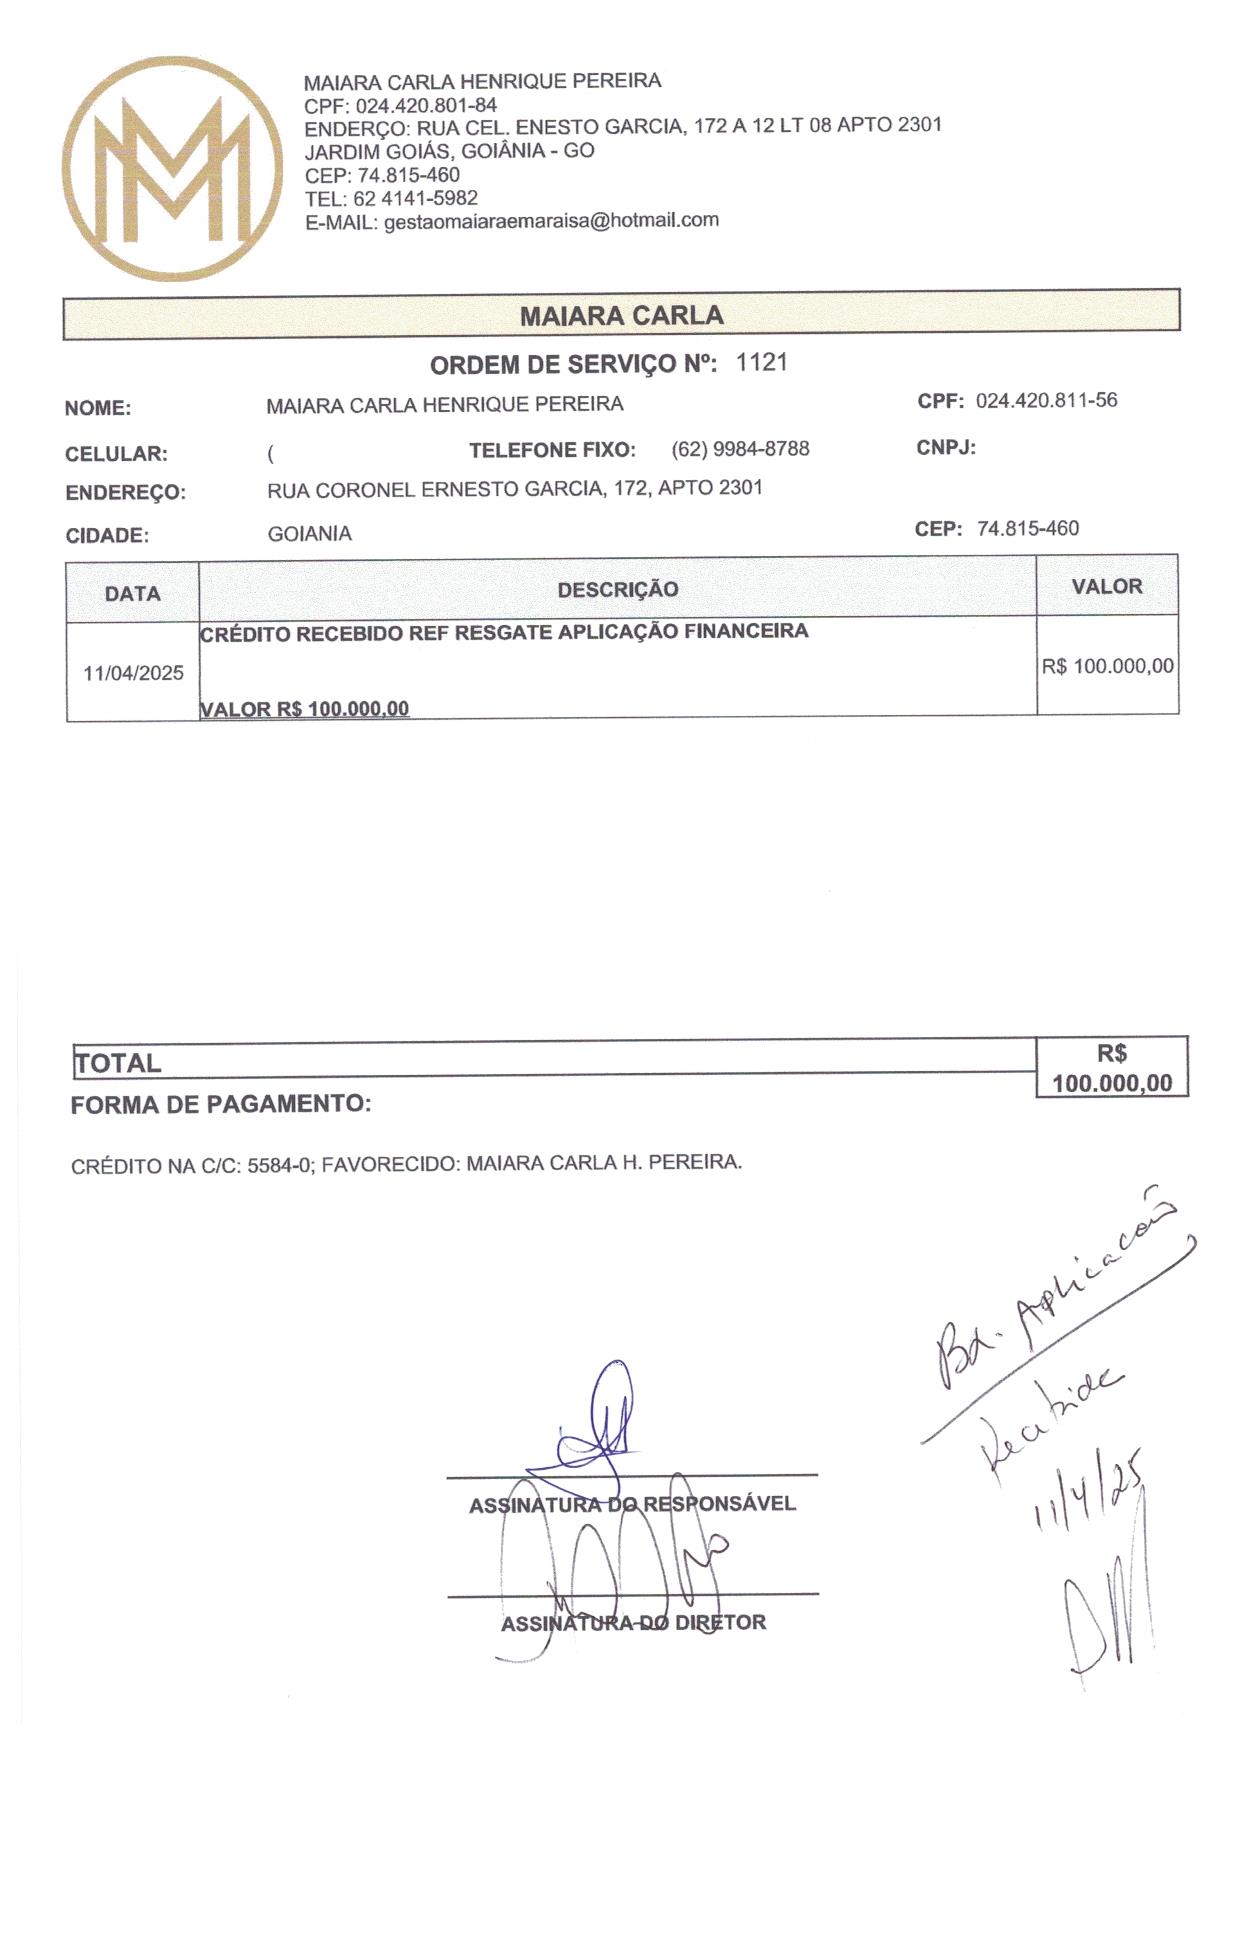 MAIARA CARLA HENRIQUE PEREIRA
CPF: 024.420.801-84
ENDERÇO: RUA CEL. ENESTO GARCIA, 172 A 12 LT 08 APTO 2301
JARDIM GOIÁS, GOIÂNIA - GO
CEP: 74.815-460
TEL: 62 4141-5982
E-MAIL: gestaomaiaraemaraisa@hotmail.com
MAIARA CARLA
ORDEM DE SERVIÇO Nº: 1121
NOME: MAIARA CARLA HENRIQUE PEREIRA CPF: 024.420.811-56
CELULAR: ( TELEFONE FIXO: (62) 9984-8788 CNPJ:
ENDEREÇO: RUA CORONEL ERNESTO GARCIA, 172, APTO 2301
CIDADE: GOIANIA CEP: 74.815-460
DATA DESCRIÇÃO VALOR
CRÉDITO RECEBIDO REF RESGATE APLICAÇÃO FINANCEIRA
11/04/2025 R$ 100.000,00
VALOR R$ 100.000,00
TOTAL R$ 100.000,00
FORMA DE PAGAMENTO:
CRÉDITO NA C/C: 5584-0; FAVORECIDO: MAIARA CARLA H. PEREIRA.
Bx. Aplicação
11/4/25
ASSINATURA DO RESPONSÁVEL
ASSINATURA DO DIRETOR